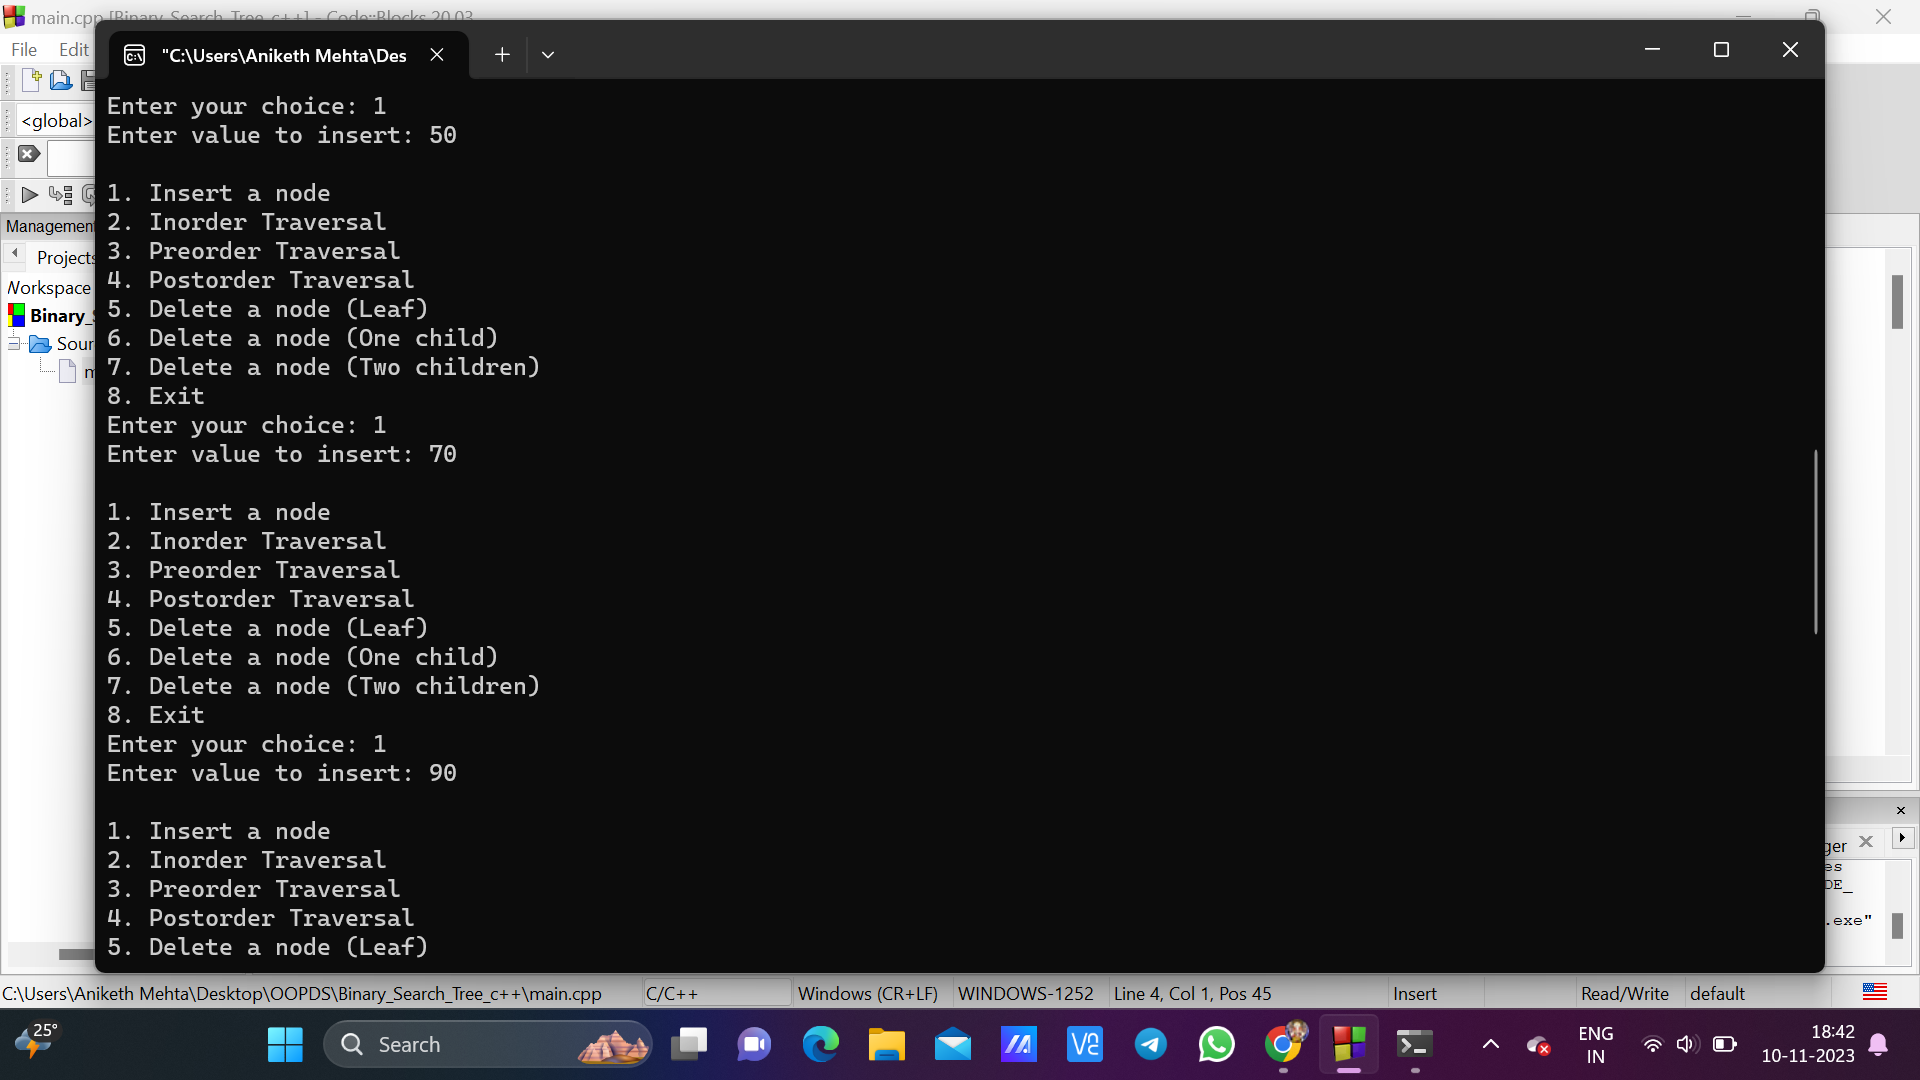 main.cpp [Binary_Search_Tree_c++] - Code::Blocks 20.03
File Edit
"C:\Users\Aniketh Mehta\Des
<global>
Management
Projects
Workspace
Binary_S
Sour
m
Enter your choice: 1
Enter value to insert: 50
1. Insert a node
2. Inorder Traversal
3. Preorder Traversal
4. Postorder Traversal
5. Delete a node (Leaf)
6. Delete a node (One child)
7. Delete a node (Two children)
8. Exit
Enter your choice: 1
Enter value to insert: 70
1. Insert a node
2. Inorder Traversal
3. Preorder Traversal
4. Postorder Traversal
5. Delete a node (Leaf)
6. Delete a node (One child)
7. Delete a node (Two children)
8. Exit
Enter your choice: 1
Enter value to insert: 90
1. Insert a node
2. Inorder Traversal
3. Preorder Traversal
4. Postorder Traversal
5. Delete a node (Leaf)
ger
es
DE_
.exe"
C:\Users\Aniketh Mehta\Desktop\OOPDS\Binary_Search_Tree_c++\main.cpp C/C++ Windows (CR+LF) WINDOWS-1252 Line 4, Col 1, Pos 45 Insert Read/Write default
25°
Search
ENG
IN
18:42
10-11-2023